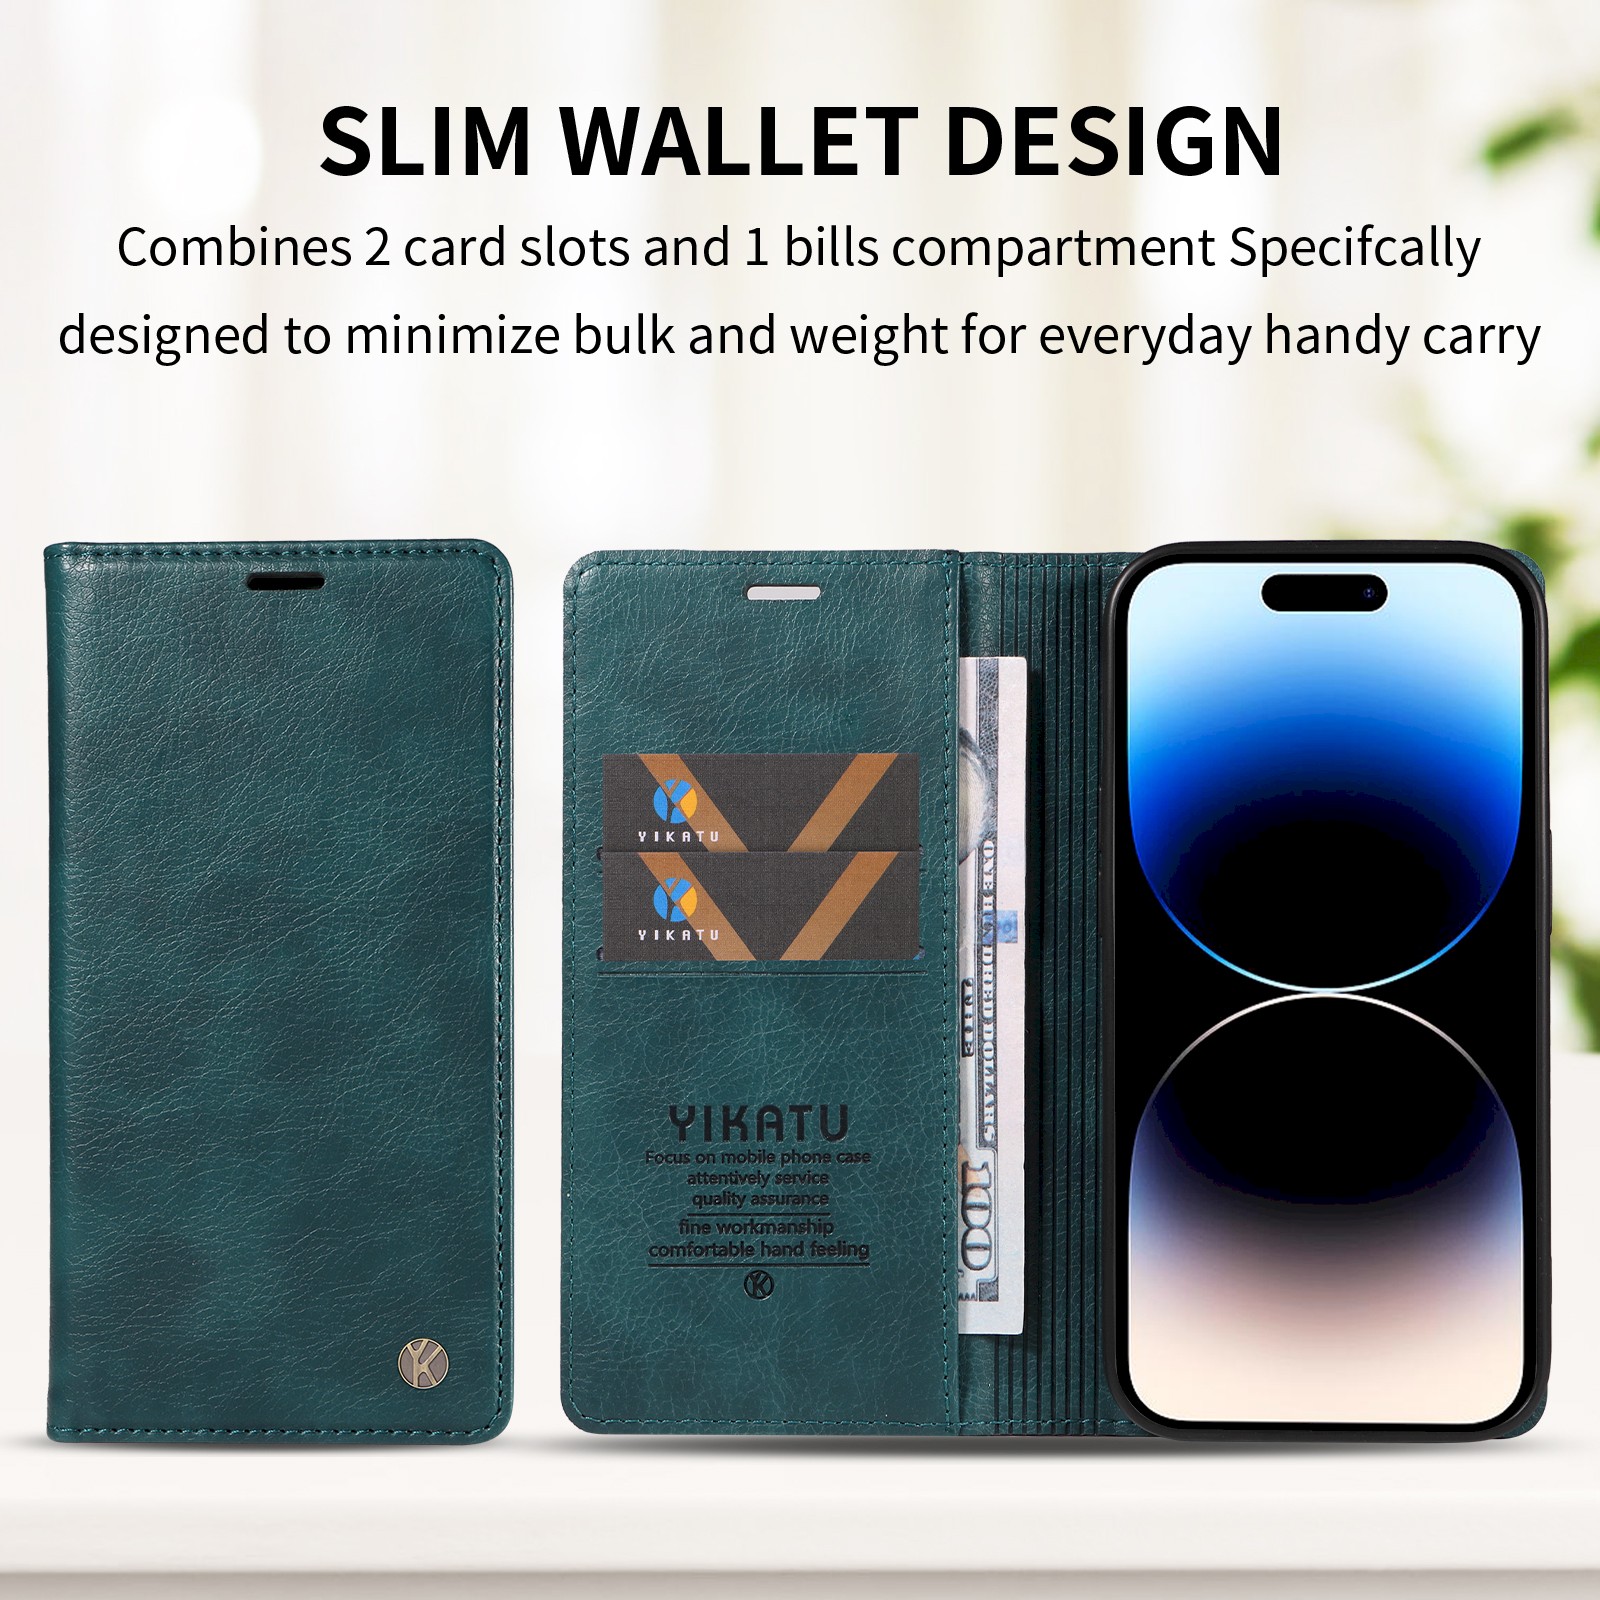 SLIM WALLET DESIGN
Combines 2 card slots and 1 bills compartment Specifcally
designed to minimize bulk and weight for everyday handy carry
YIKATU
YIKATU
YIKATU
Focus on mobile phone case
attentively service
quality assurance
fine workmanship
comfortable hand feeling
100